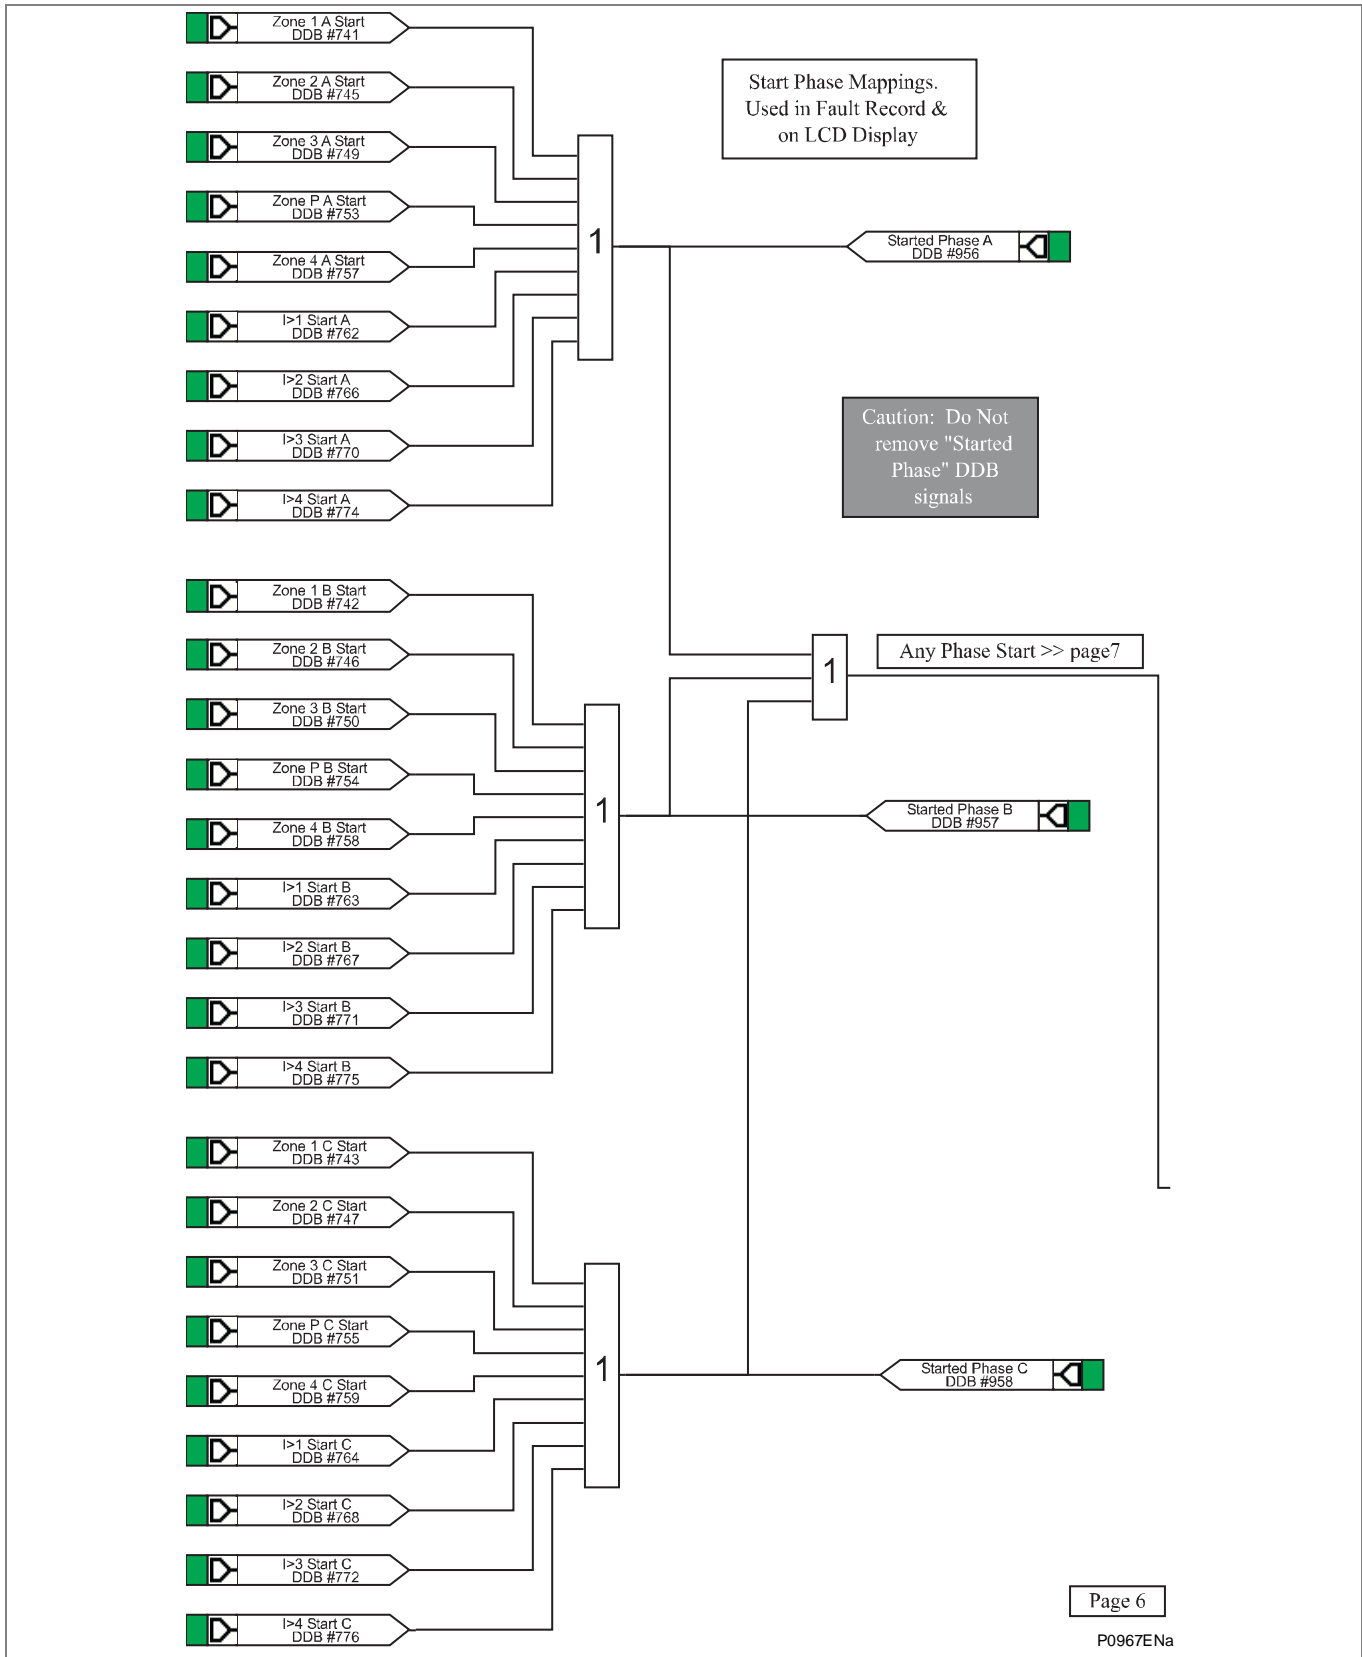 Zone 1 A Start
DDB #741
Zone 2 A Start
DDB #745
Zone 3 A Start
DDB #749
Zone P A Start
DDB #753
Zone 4 A Start
DDB #757
I>1 Start A
DDB #762
I>2 Start A
DDB #766
I>3 Start A
DDB #770
I>4 Start A
DDB #774
1
Start Phase Mappings.
Used in Fault Record &
on LCD Display
Started Phase A
DDB #956
Caution: Do Not
remove "Started
Phase" DDB
signals
Zone 1 B Start
DDB #742
Zone 2 B Start
DDB #746
Zone 3 B Start
DDB #750
Zone P B Start
DDB #754
Zone 4 B Start
DDB #758
I>1 Start B
DDB #763
I>2 Start B
DDB #767
I>3 Start B
DDB #771
I>4 Start B
DDB #775
1
1
Any Phase Start >> page7
Started Phase B
DDB #957
Zone 1 C Start
DDB #743
Zone 2 C Start
DDB #747
Zone 3 C Start
DDB #751
Zone P C Start
DDB #755
Zone 4 C Start
DDB #759
I>1 Start C
DDB #764
I>2 Start C
DDB #768
I>3 Start C
DDB #772
I>4 Start C
DDB #776
1
Started Phase C
DDB #958
Page 6
P0967ENa